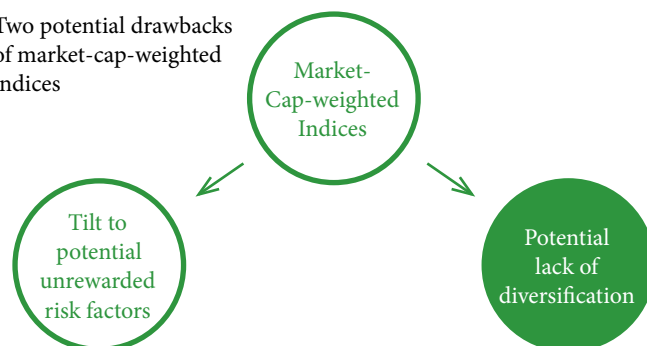 Two potential drawbacks
of market-cap-weighted
indices
Market-
Cap-weighted
Indices
Tilt to
potential
unrewarded
risk factors
Potential
lack of
diversification